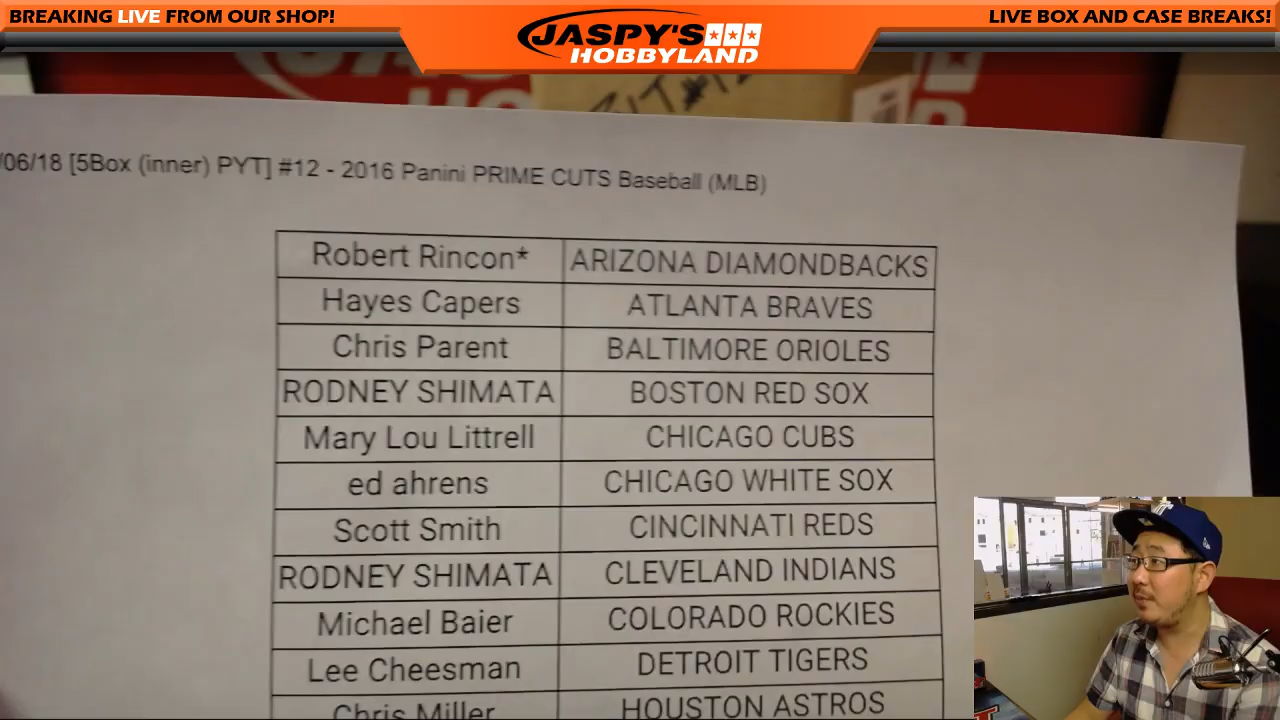 BREAKING LIVE FROM OUR SHOP!
JASPY'S
HOBBYLAND
LIVE BOX AND CASE BREAKS!
/06/18 [5Box (inner) PYT] #12 - 2016 Panini PRIME CUTS Baseball (MLB)
Robert Rincon* ARIZONA DIAMONDBACKS
Hayes Capers ATLANTA BRAVES
Chris Parent BALTIMORE ORIOLES
RODNEY SHIMATA BOSTON RED SOX
Mary Lou Littrell CHICAGO CUBS
ed ahrens CHICAGO WHITE SOX
Scott Smith CINCINNATI REDS
RODNEY SHIMATA CLEVELAND INDIANS
Michael Baier COLORADO ROCKIES
Lee Cheesman DETROIT TIGERS
Chris Miller HOUSTON ASTROS